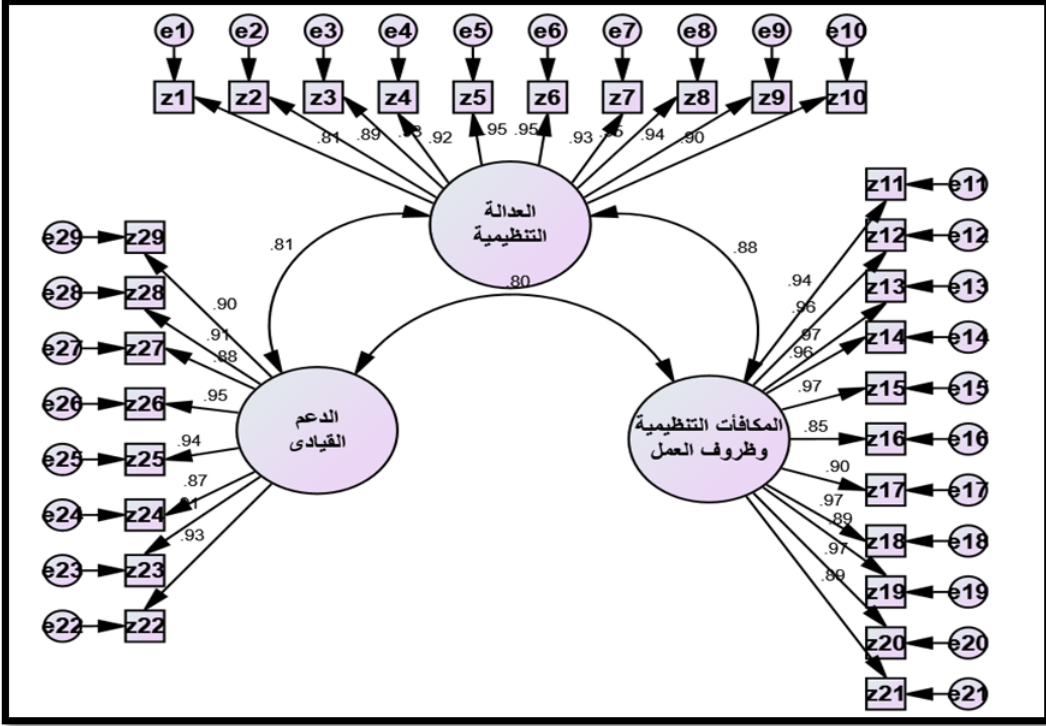 e1 e2 e3 e4 e5 e6 e7 e8 e9 e10
z1 z2 z3 z4 z5 z6 z7 z8 z9 z10
.81 .89 .92 .95 .95 .93 .94 .90
العدالة
التنظيمية
.81
.88
.80
z11 e11
z12 e12
z13 e13
z14 e14
z15 e15
z16 e16
z17 e17
z18 e18
z19 e19
z20 e20
z21 e21
.94
.96
.97
.96
.97
.85
.90
.97
.89
.97
.89
المكافأت التنظيمية
وظروف العمل
e29 z29
e28 z28
e27 z27
e26 z26
e25 z25
e24 z24
e23 z23
e22 z22
.90
.91
.88
.95
.94
.87
.93
الدعم
القيادى